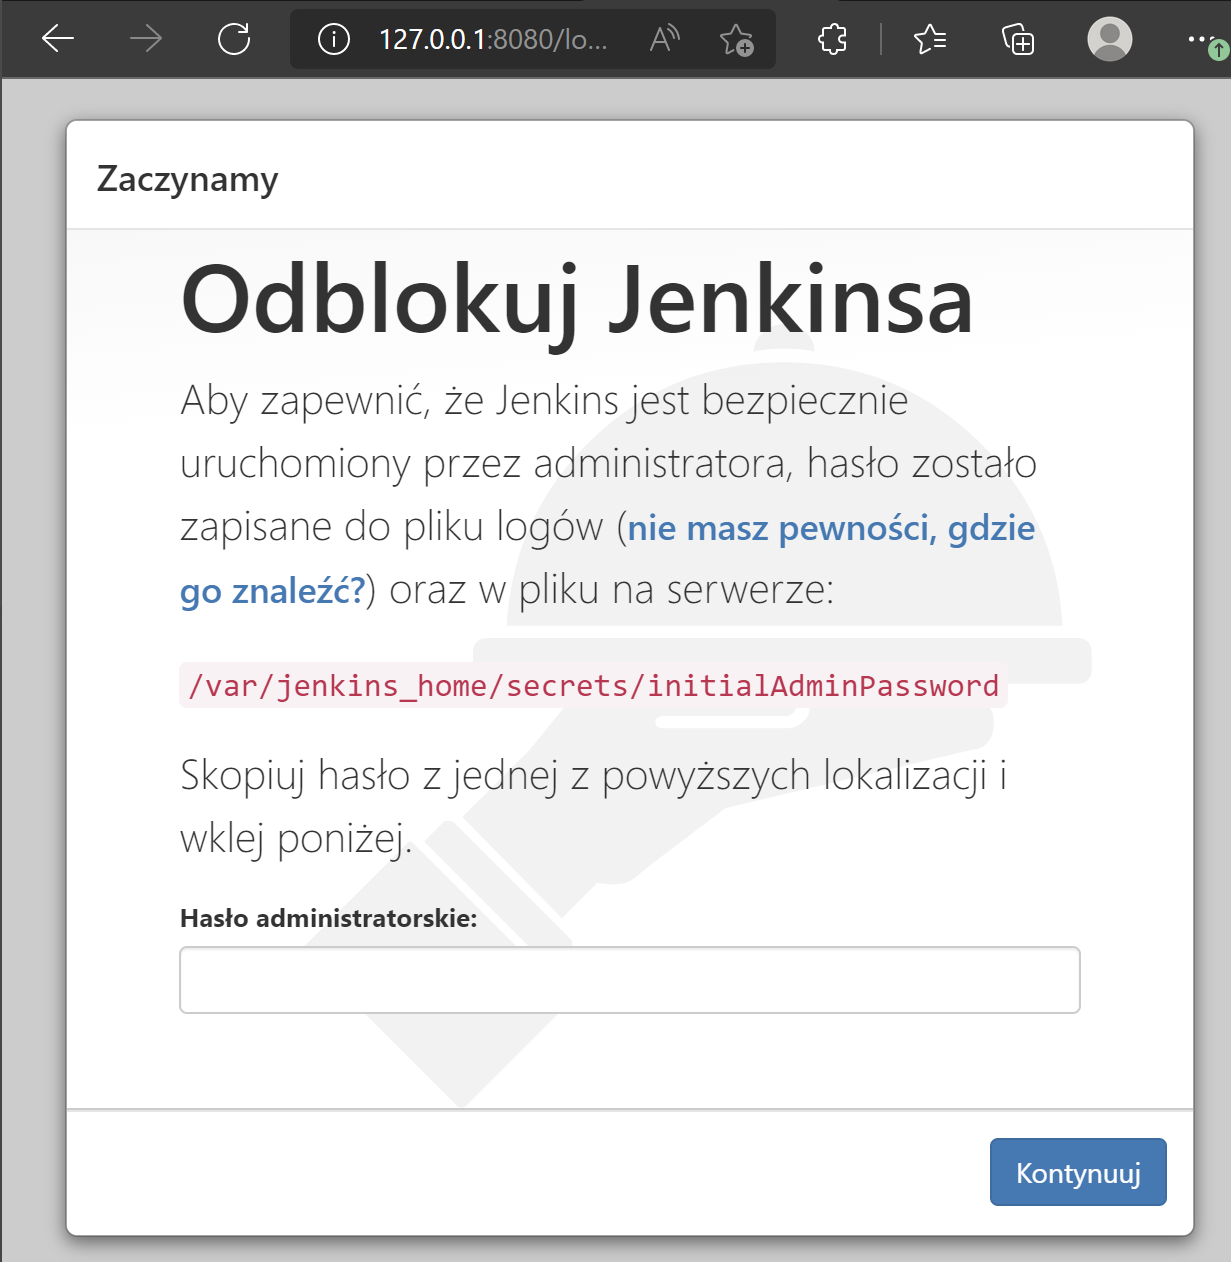 127.0.0.1:8080/lo...
Zaczynamy
Odblokuj Jenkinsa
Aby zapewnić, że Jenkins jest bezpiecznie
uruchomiony przez administratora, hasło zostało
zapisane do pliku logów (nie masz pewności, gdzie
go znaleźć?) oraz w pliku na serwerze:
/var/jenkins_home/secrets/initialAdminPassword
Skopiuj hasło z jednej z powyższych lokalizacji i
wklej poniżej.
Hasło administratorskie:
Kontynuuj